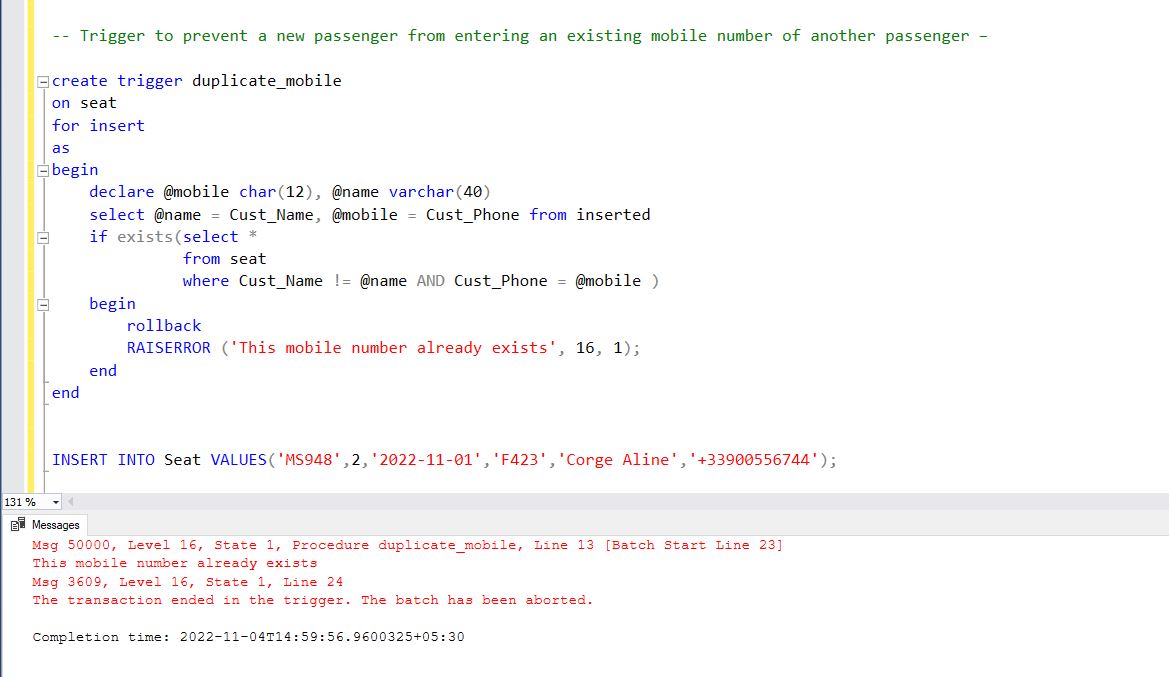 -- Trigger to prevent a new passenger from entering an existing mobile number of another passenger –
create trigger duplicate_mobile
on seat
for insert
as
begin
declare @mobile char(12), @name varchar(40)
select @name = Cust_Name, @mobile = Cust_Phone from inserted
if exists(select *
from seat
where Cust_Name != @name AND Cust_Phone = @mobile )
begin
rollback
RAISERROR ('This mobile number already exists', 16, 1);
end
end
INSERT INTO Seat VALUES('MS948',2,'2022-11-01','F423','Corge Aline','+33900556744');
131 %
Messages
Msg 50000, Level 16, State 1, Procedure duplicate_mobile, Line 13 [Batch Start Line 23]
This mobile number already exists
Msg 3609, Level 16, State 1, Line 24
The transaction ended in the trigger. The batch has been aborted.
Completion time: 2022-11-04T14:59:56.9600325+05:30